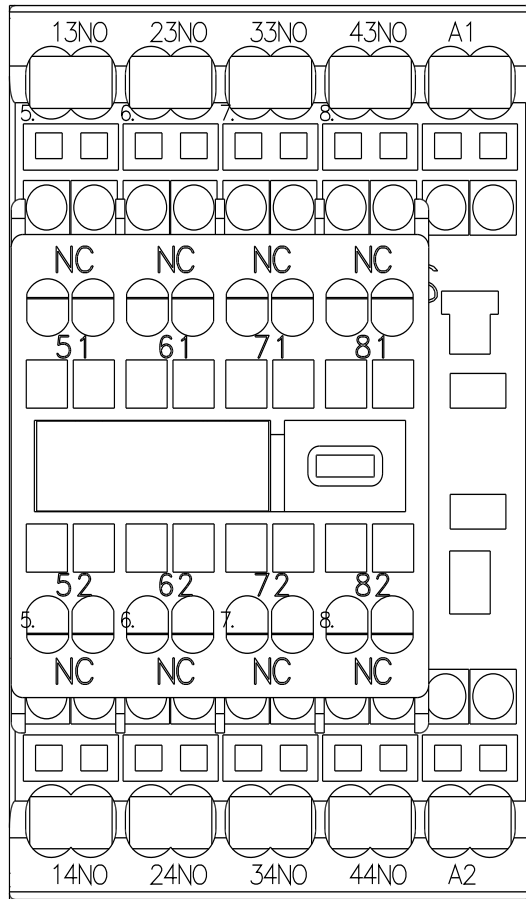 13NO 23NO 33NO 43NO A1
5. 6. 7. 8.
NC NC NC NC
51 61 71 81
52 62 72 82
5. 6. 7. 8.
NC NC NC NC
14NO 24NO 34NO 44NO A2